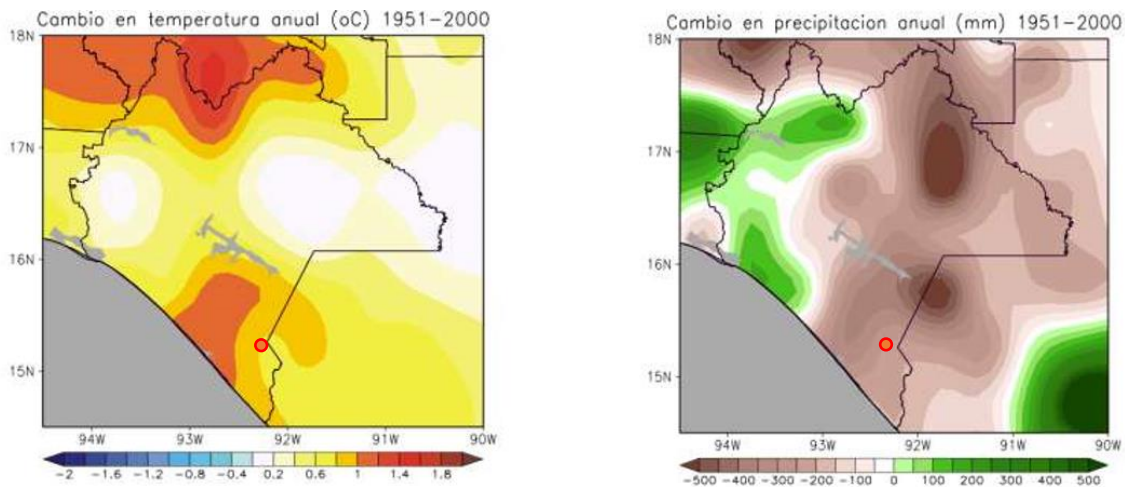 Cambio en temperatura anual (oC) 1951-2000
18N
17N
16N
15N
94W 93W 92W 91W 90W
-2 -1.6 -1.2 -0.8 -0.4 0.2 0.6 1 1.4 1.8
Cambio en precipitacion anual (mm) 1951-2000
18N
17N
16N
15N
94W 93W 92W 91W 90W
-500 -400 -300 -200 -100 0 100 200 300 400 500